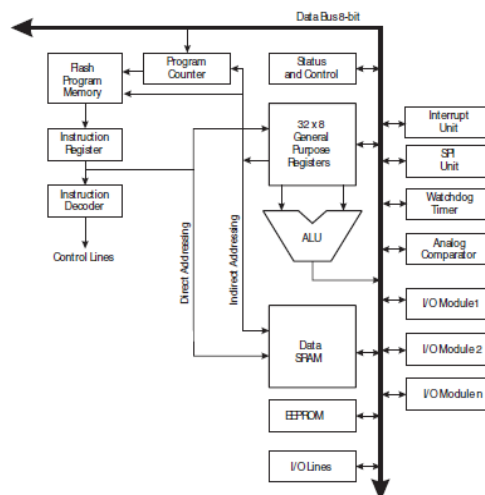 Data Bus 8-bit
Flash
Program
Memory
Program
Counter
Status
and Control
Instruction
Register
32 x 8
General
Purpose
Registers
Interrupt
Unit
SPI
Unit
Instruction
Decoder
Watchdog
Timer
ALU
Analog
Comparator
Control Lines
Direct Addressing
Indirect Addressing
I/O Module1
Data
SRAM
I/O Module 2
I/O Module n
EEPROM
I/O Lines